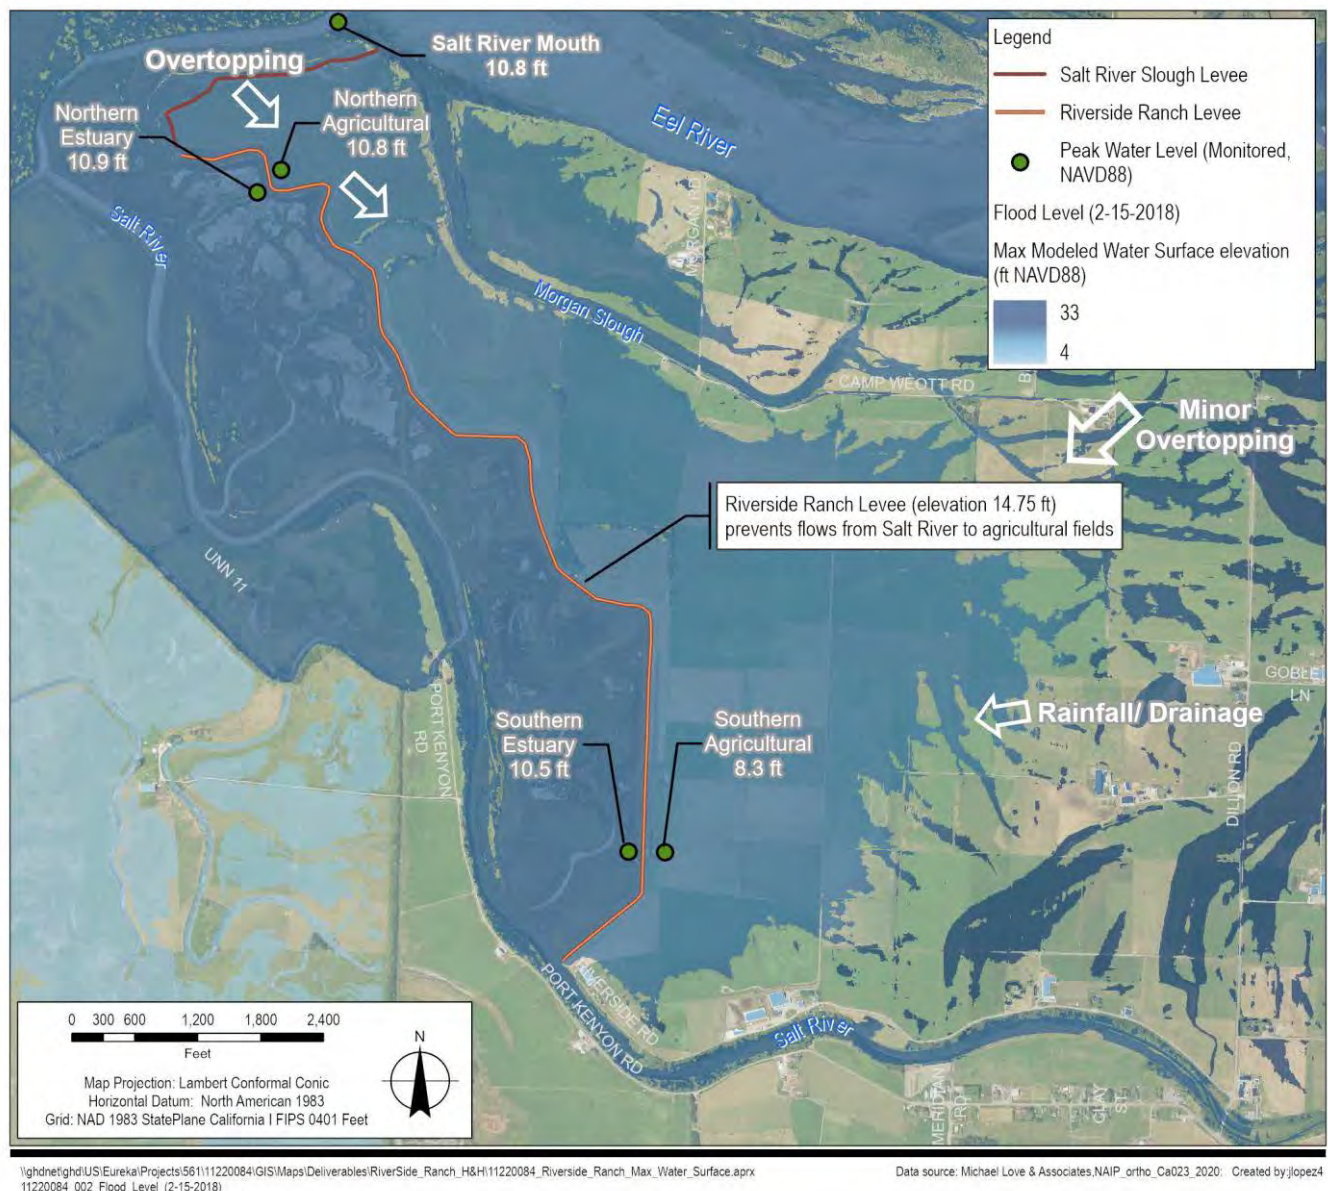 Salt River Mouth
10.8 ft
Overtopping
Northern
Estuary
10.9 ft
Northern
Agricultural
10.8 ft
Eel River
Salt River
MORGAN RD
Morgan Slough
CAMP WEOTT RD
Legend
Salt River Slough Levee
Riverside Ranch Levee
Peak Water Level (Monitored,
NAVD88)
Flood Level (2-15-2018)
Max Modeled Water Surface elevation
(ft NAVD88)
33
4
Minor
Overtopping
Riverside Ranch Levee (elevation 14.75 ft)
prevents flows from Salt River to agricultural fields
UNN 11
PORT KENYON
RD
GOBLE
LN
Rainfall/ Drainage
DILLON RD
Southern
Estuary
10.5 ft
Southern
Agricultural
8.3 ft
RIVERSIDE RD
PORT KENYON RD
Salt River
MERIDIAN
RD
CLAY
ST
0 300 600 1,200 1,800 2,400
Feet
N
Map Projection: Lambert Conformal Conic
Horizontal Datum: North American 1983
Grid: NAD 1983 StatePlane California I FIPS 0401 Feet
\\ghdnet\ghd\US\Eureka\Projects\561\11220084\GIS\Maps\Deliverables\RiverSide_Ranch_H&H\11220084_Riverside_Ranch_Max_Water_Surface.aprx
11220084_002_Flood_Level_(2-15-2018)
Data source: Michael Love & Associates,NAIP_ortho_Ca023_2020: Created by:jlopez4